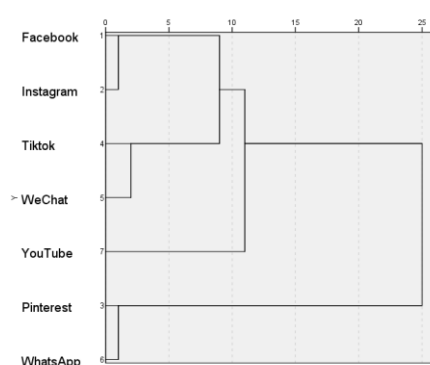 0 5 10 15 20 25
Facebook 1
Instagram 2
Tiktok 4
Y
WeChat 5
YouTube 7
Pinterest 3
WhatsApp 6